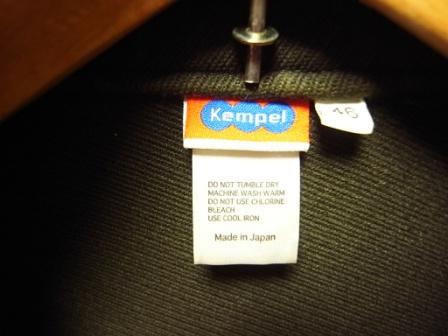 Kempel
46
DO NOT TUMBLE DRY
MACHINE WASH WARM
DO NOT USE CHLORINE
BLEACH
USE COOL IRON
Made in Japan